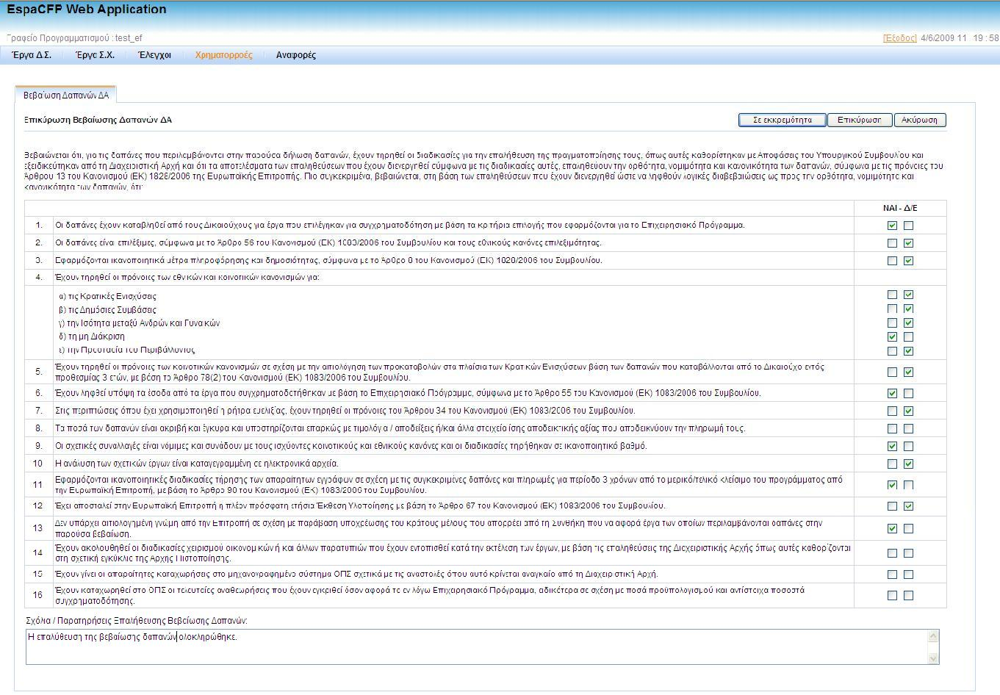 EspaCFP Web Application
Γραφείο Προγραμματισμού : test_ef
[Έξοδος] 4/6/2009 11 19 : 58
Έργα Δ.Σ. Έργα Σ.Χ. Έλεγχοι Χρηματορροές Αναφορές
Βεβαίωση Δαπανών ΔΑ
Επικύρωση Βεβαίωσης Δαπανών ΔΑ
Σε εκκρεμότητα Επικύρωση Ακύρωση
Βεβαιώνεται ότι, για τις δαπάνες που περιλαμβάνονται στην παρούσα δήλωση δαπανών, έχουν τηρηθεί οι διαδικασίες για την επαλήθευση της πραγματοποίησης τους, όπως αυτές καθορίστηκαν με Αποφάσεις του Υπουργικού Συμβουλίου και
εξειδικεύτηκαν από τη Διαχειριστική Αρχή και ότι τα αποτελέσματα των επαληθεύσεων που έχουν διενεργηθεί σύμφωνα με τις διαδικασίες αυτές, επαληθεύουν την ορθότητα, νομιμότητα και κανονικότητα των δαπανών, σύμφωνα με τις πρόνοιες του
Άρθρου 13 του Κανονισμού (ΕΚ) 1828/2006 της Ευρωπαϊκής Επιτροπής. Πιο συγκεκριμένα, βεβαιώνεται, στη βάση των επαληθεύσεων που έχουν διενεργηθεί ώστε να ληφθούν λογικές διαβεβαιώσεις ως προς την ορθότητα, νομιμότητα και
κανονικότητα των δαπανών, ότι:
ΝΑΙ - Δ/Ε
1. Οι δαπάνες έχουν καταβληθεί από τους Δικαιούχους για έργα που επιλέγηκαν για συγχρηματοδότηση με βάση τα κριτήρια επιλογής που εφαρμόζονται για το Επιχειρησιακό Πρόγραμμα.
2. Οι δαπάνες είναι επιλέξιμες, σύμφωνα με το Άρθρο 56 του Κανονισμού (ΕΚ) 1083/2006 του Συμβουλίου και τους εθνικούς κανόνες επιλεξιμότητας.
3. Εφαρμόζονται ικανοποιητικά μέτρα πληροφόρησης και δημοσιότητας, σύμφωνα με το Άρθρο 8 του Κανονισμού (ΕΚ) 1828/2006 του Συμβουλίου.
4. Έχουν τηρηθεί οι πρόνοιες των εθνικών και κοινοτικών κανονισμών για:
α) τις Κρατικές Ενισχύσεις
β) τις Δημόσιες Συμβάσεις
γ) την Ισότητα μεταξύ Ανδρών και Γυναικών
δ) τη μη Διάκριση
ε) την Προστασία του Περιβάλλοντος
5. Έχουν τηρηθεί οι πρόνοιες των κοινοτικών κανονισμών σε σχέση με την αιτιολόγηση των προκαταβολών στα πλαίσια των Κρατικών Ενισχύσεων βάση των δαπανών που καταβάλλονται από το Δικαιούχο εντός
προθεσμίας 3 ετών, με βάση το Άρθρο 78(2) του Κανονισμού (ΕΚ) 1083/2006 του Συμβουλίου.
6. Έχουν ληφθεί υπόψη τα έσοδα από τα έργα που συγχρηματοδοτήθηκαν με βάση το Επιχειρησιακό Πρόγραμμα, σύμφωνα με το Άρθρο 55 του Κανονισμού (ΕΚ) 1083/2006 του Συμβουλίου.
7. Στις περιπτώσεις όπου έχει χρησιμοποιηθεί η ρήτρα ευελιξίας, έχουν τηρηθεί οι πρόνοιες του Άρθρου 34 του Κανονισμού (ΕΚ) 1083/2006 του Συμβουλίου.
8. Τα ποσά των δαπανών είναι ακριβή και έγκυρα και υποστηρίζονται επαρκώς με τιμολόγια / αποδείξεις ή/και άλλα στοιχεία ίσης αποδεικτικής αξίας που αποδεικνύουν την πληρωμή τους.
9. Οι σχετικές συναλλαγές είναι νόμιμες και συνάδουν με τους ισχύοντες κοινοτικούς και εθνικούς κανόνες και οι διαδικασίες τηρήθηκαν σε ικανοποιητικό βαθμό.
10 Η ανάλυση των σχετικών έργων είναι καταγεγραμμένη σε ηλεκτρονικά αρχεία.
11 Εφαρμόζονται ικανοποιητικές διαδικασίες τήρησης των απαραίτητων εγγράφων σε σχέση με τις συγκεκριμένες δαπάνες και πληρωμές για περίοδο 3 χρόνων από το μερικό/τελικό κλείσιμο του προγράμματος από
την Ευρωπαϊκή Επιτροπή, με βάση το Άρθρο 90 του Κανονισμού (ΕΚ) 1083/2006 του Συμβουλίου.
12 Έχει αποσταλεί στην Ευρωπαϊκή Επιτροπή η πλέον πρόσφατη ετήσια Έκθεση Υλοποίησης με βάση το Άρθρο 67 του Κανονισμού (ΕΚ) 1083/2006 του Συμβουλίου.
13 Δεν υπάρχει αιτιολογημένη γνώμη από την Επιτροπή σε σχέση με παράβαση υποχρέωσης του κράτους μέλους που απορρέει από τη Συνθήκη που να αφορά έργα των οποίων περιλαμβάνονται δαπάνες στην
παρούσα βεβαίωση.
14 Έχουν ακολουθηθεί οι διαδικασίες χειρισμού οικονομικών ή και άλλων παρατυπιών που έχουν εντοπισθεί κατά την εκτέλεση των έργων, με βάση τις επαληθεύσεις της Διαχειριστικής Αρχής όπως αυτές καθορίζονται
στη σχετική εγκύκλιο της Αρχής Πιστοποίησης.
15 Έχουν γίνει οι απαραίτητες καταχωρήσεις στο μηχανογραφημένο σύστημα ΟΠΣ σχετικά με τις αναστολές όπου αυτό κρίνεται αναγκαίο από τη Διαχειριστική Αρχή.
16 Έχουν καταχωρηθεί στο ΟΠΣ οι τελευταίες αναθεωρήσεις που έχουν εγκριθεί όσον αφορά το εν λόγω Επιχειρησιακό Πρόγραμμα, ειδικότερα σε σχέση με ποσά προϋπολογισμού και αντίστοιχα ποσοστά
συγχρηματοδότησης.
Σχόλια / Παρατηρήσεις Επαλήθευσης Βεβαίωσης Δαπανών:
Η επαλύθευση της βεβαίωσης δαπανών ολοκληρώθηκε.